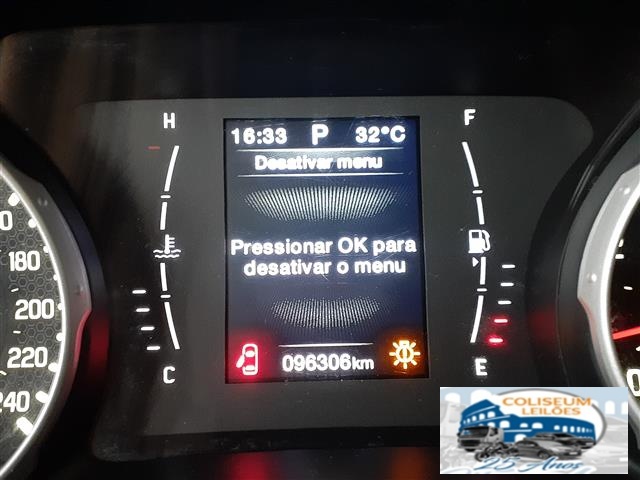 H
F
16:33 P 32°C
Desativar menu
Pressionar OK para
desativar o menu
180
200
220
240
096306km
C
E
COLISEUM
LEILÕES
25 Anos